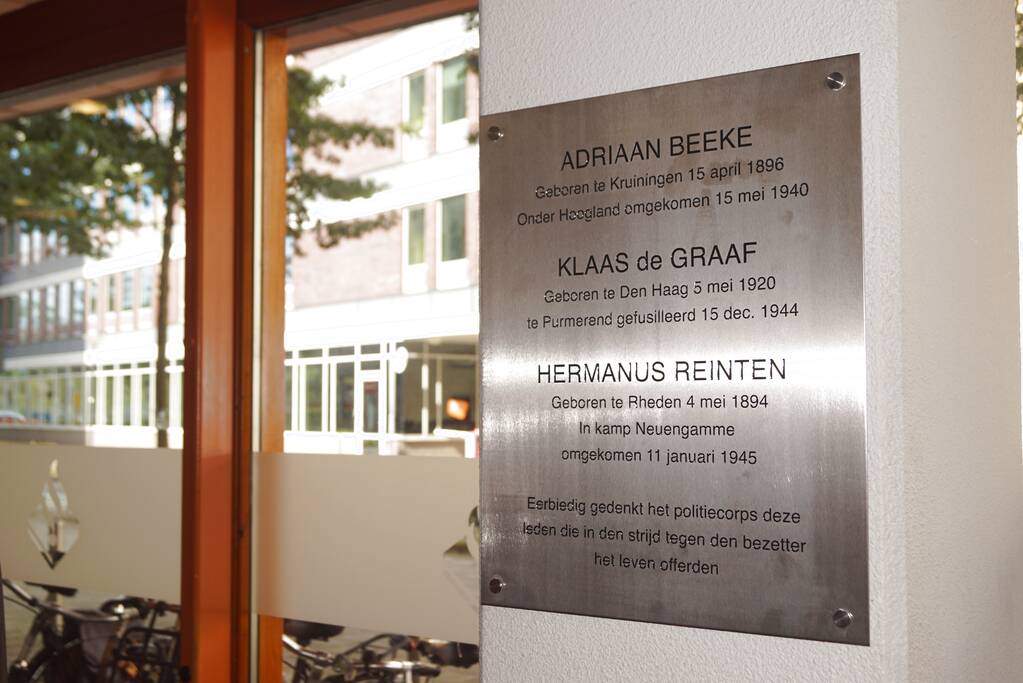 ADRIAAN BEEKE
Geboren te Kruiningen 15 april 1896
Onder Hoogland omgekomen 15 mei 1940
KLAAS de GRAAF
Geboren te Den Haag 5 mei 1920
te Purmerand gefusilleerd 15 dec. 1944
HERMANUS REINTEN
Geboren te Rheden 4 mei 1894
In kamp Neuengamme
omgekomen 11 januari 1945
Eerbiedig gedenkt het politiecorps deze
leden die in den strijd tegen den bezetter
het leven offerden